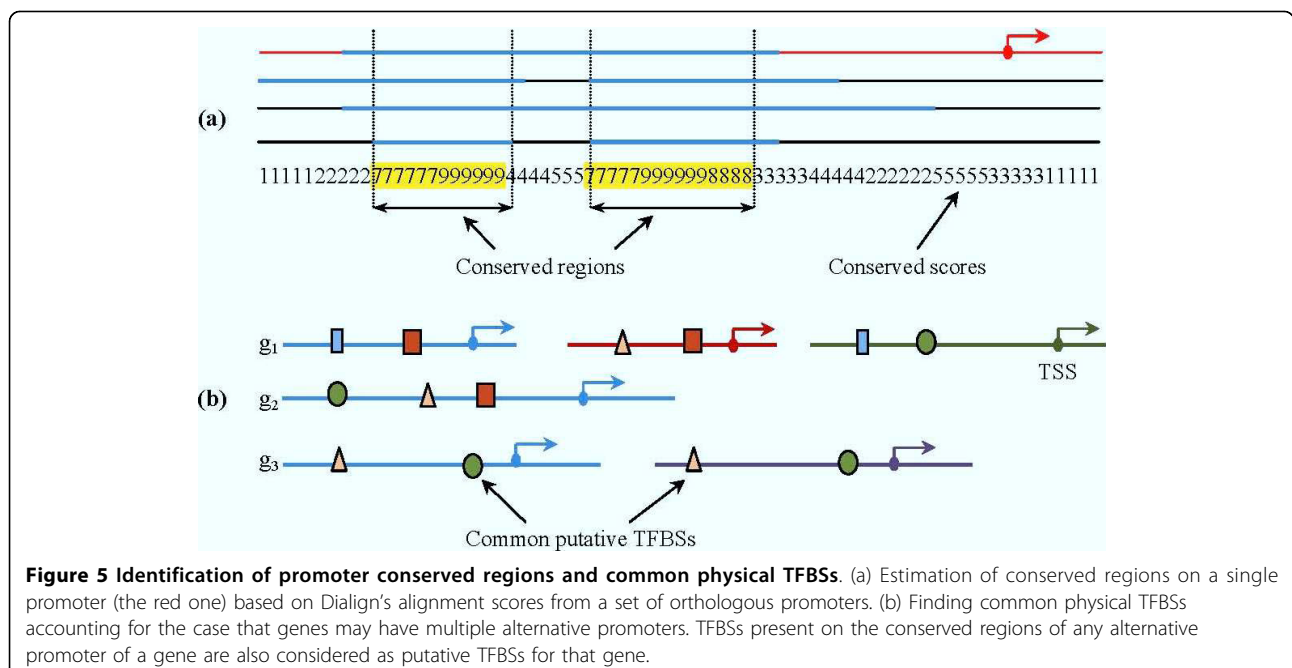 (a)
111112222277777799999944445557777799999988883333344444222222555553333311111
Conserved regions
Conserved scores
g1
TSS
(b)
g2
g3
Common putative TFBSs
Figure 5 Identification of promoter conserved regions and common physical TFBSs. (a) Estimation of conserved regions on a single
promoter (the red one) based on Dialign's alignment scores from a set of orthologous promoters. (b) Finding common physical TFBSs
accounting for the case that genes may have multiple alternative promoters. TFBSs present on the conserved regions of any alternative
promoter of a gene are also considered as putative TFBSs for that gene.